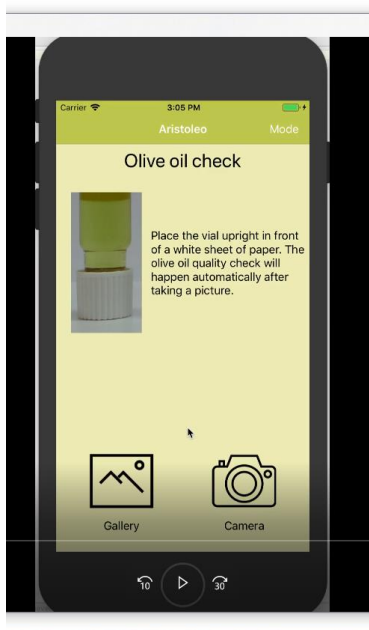 Carrier 3:05 PM
Aristoleo Mode
Olive oil check
Place the vial upright in front
of a white sheet of paper. The
olive oil quality check will
happen automatically after
taking a picture.
Gallery Camera
10 30